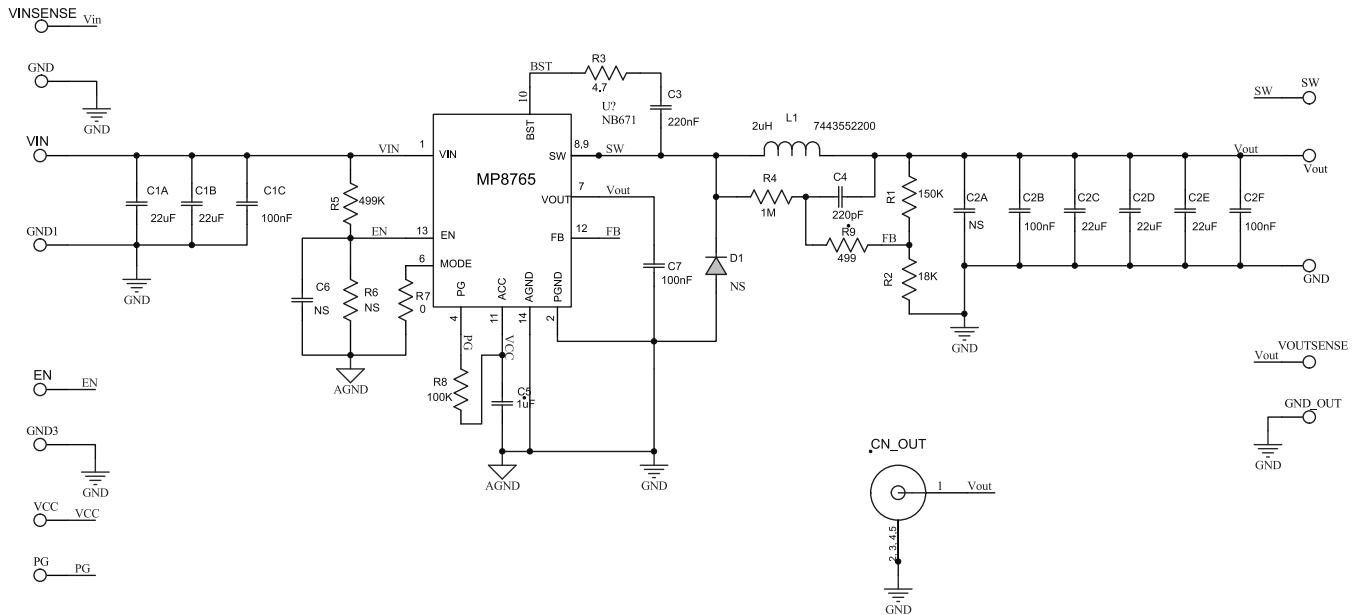 VINSENSE
Vin
GND
GND
VIN
VIN
GND1
C1A
22uF
C1B
22uF
C1C
100nF
GND
R5
499K
EN
C6
NS
R6
NS
R7
0
AGND
BST
R3
4.7
C3
220nF
U?
NB671
10
BST
1
VIN
MP8765
SW
8,9
SW
7
VOUT
Vout
12
FB
FB
13
EN
6
MODE
PG
ACC
AGND
PGND
4
11
14
2
PG
VCC
R8
100K
C5
1uF
AGND
GND
C7
100nF
D1
NS
2uH
L1
7443552200
R4
1M
C4
220pF
R9
499
FB
R1
150K
R2
18K
C2A
NS
C2B
100nF
C2C
22uF
C2D
22uF
C2E
22uF
C2F
100nF
GND
SW
SW
Vout
Vout
GND
VOUTSENSE
Vout
GND_OUT
GND
EN
EN
GND3
GND
VCC
VCC
PG
PG
CN_OUT
1
Vout
2, 3, 4,5
GND